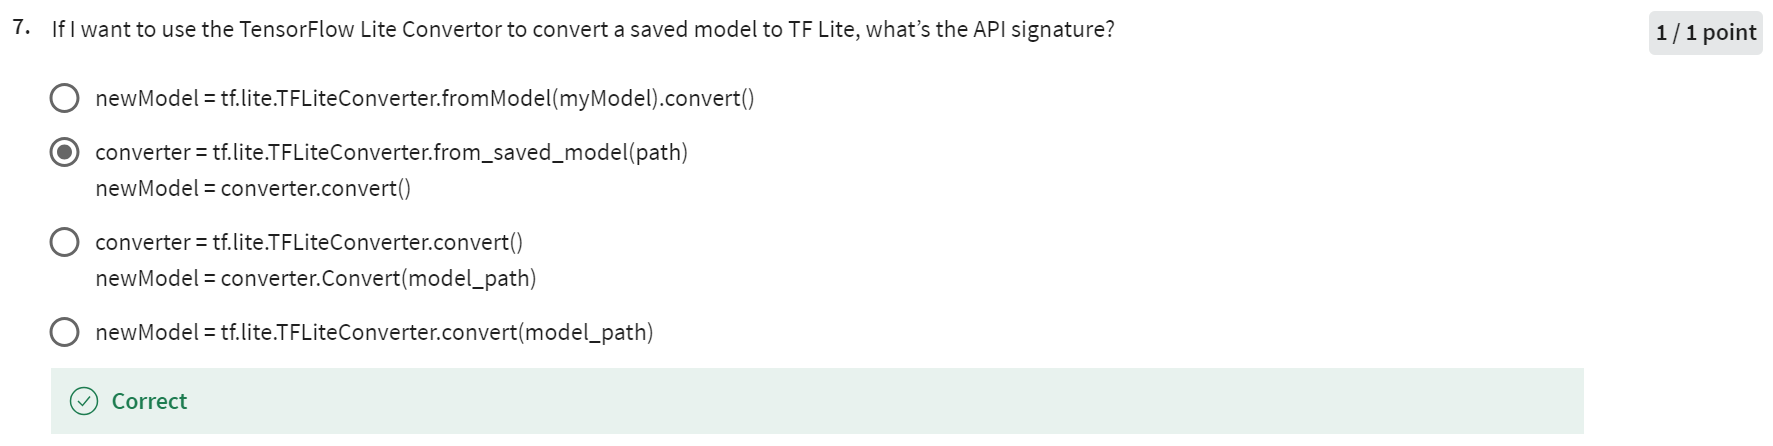 7. If I want to use the TensorFlow Lite Convertor to convert a saved model to TF Lite, what’s the API signature?
1 / 1 point
newModel = tf.lite.TFLiteConverter.fromModel(myModel).convert()
converter = tf.lite.TFLiteConverter.from_saved_model(path)
newModel = converter.convert()
converter = tf.lite.TFLiteConverter.convert()
newModel = converter.Convert(model_path)
newModel = tf.lite.TFLiteConverter.convert(model_path)
Correct